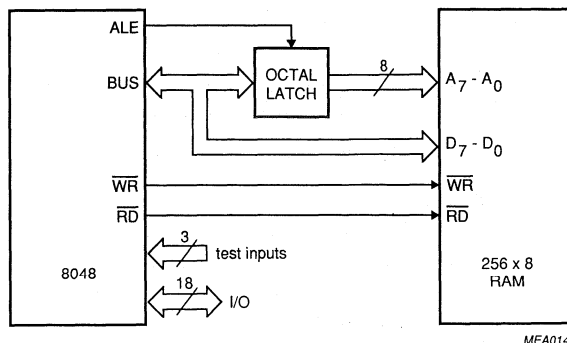 ALE
BUS
OCTAL
LATCH
8
A7 - A0
D7 - D0
WR
WR
RD
RD
3
test inputs
8048
18
I/O
256 x 8
RAM
MEA014